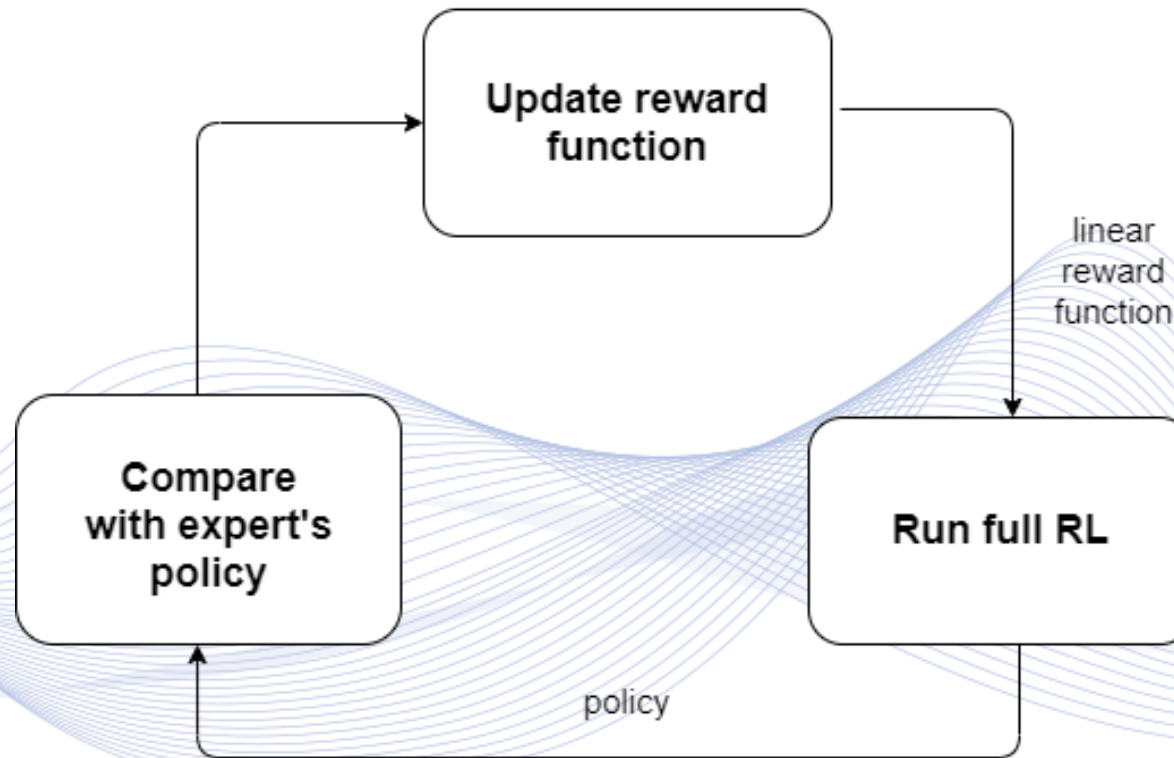 Update reward
function
linear
reward
function
Compare
with expert's
policy
Run full RL
policy